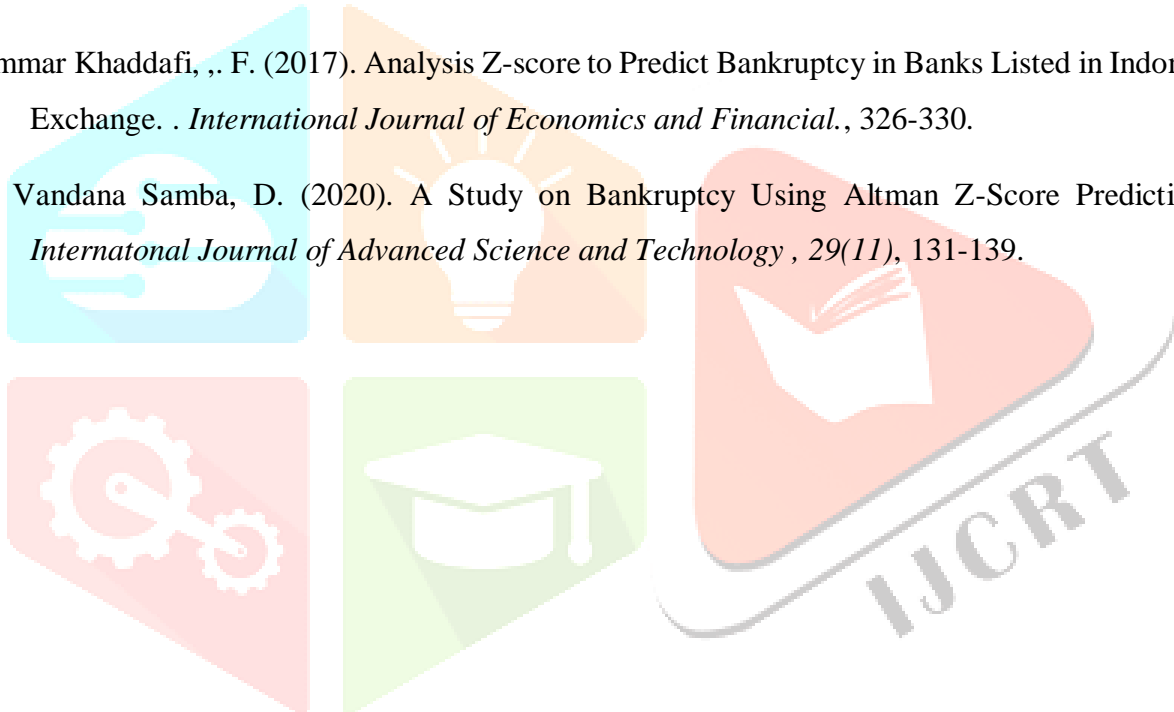 mmar Khaddafi, ,. F. (2017). Analysis Z-score to Predict Bankruptcy in Banks Listed in Indon
Exchange. . International Journal of Economics and Financial., 326-330.
Vandana Samba, D. (2020). A Study on Bankruptcy Using Altman Z-Score Predicti
Internatonal Journal of Advanced Science and Technology , 29(11), 131-139.
IJCRT